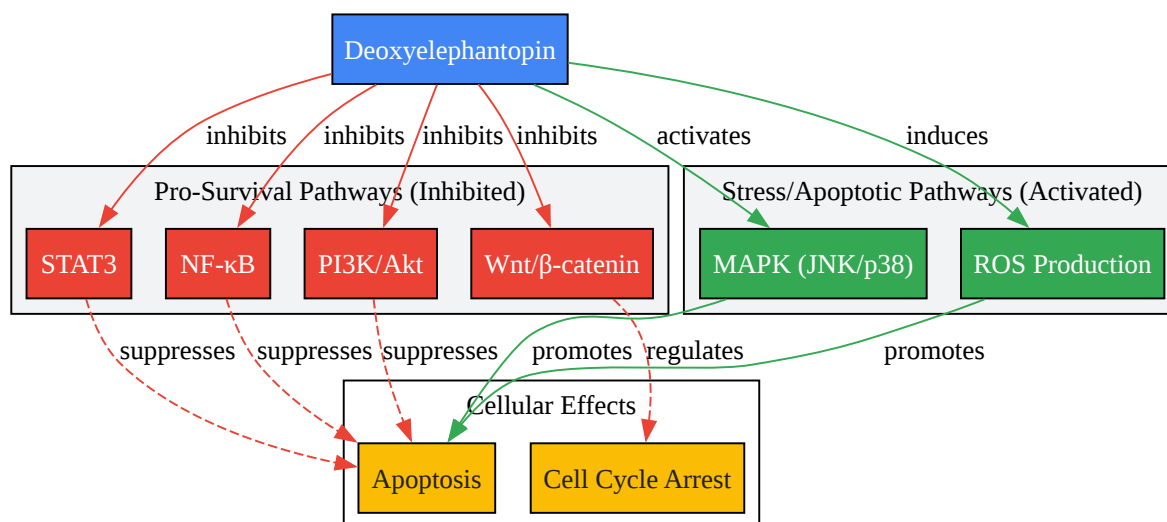 Deoxyelephantopin
inhibits
inhibits
inhibits
inhibits
activates
induces
Pro-Survival Pathways (Inhibited)
Stress/Apoptotic Pathways (Activated)
STAT3
NF-κB
PI3K/Akt
Wnt/β-catenin
MAPK (JNK/p38)
ROS Production
suppresses
suppresses
suppresses
promotes
regulates
promotes
Cellular Effects
Apoptosis
Cell Cycle Arrest